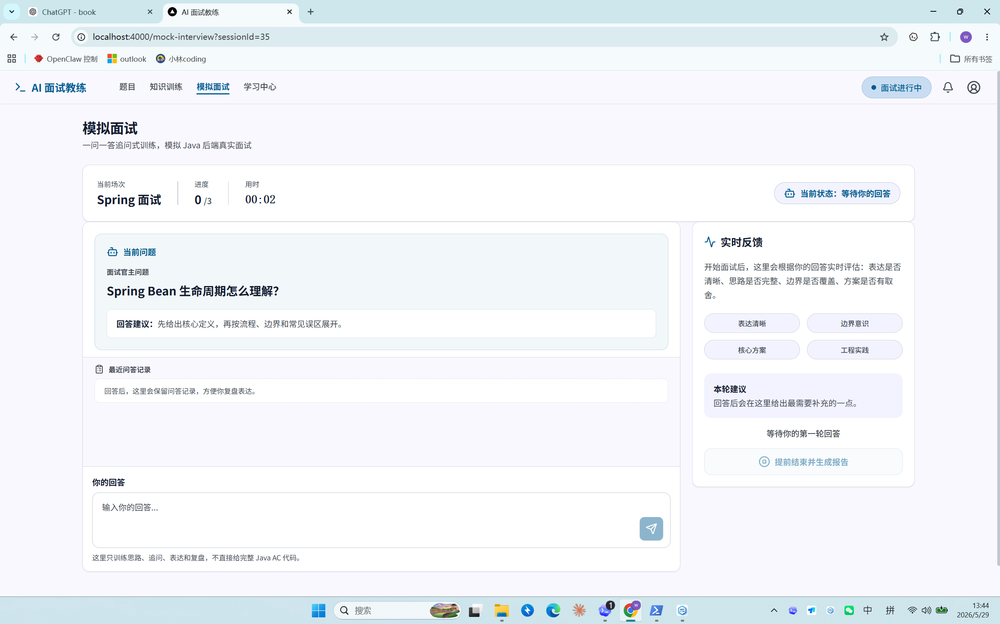 ChatGPT - book
AI 面试教练
localhost:4000/mock-interview?sessionId=35
W
OpenClaw 控制
outlook
小林coding
所有书签
AI 面试教练
题目
知识训练
模拟面试
学习中心
面试进行中
模拟面试
一问一答追问式训练，模拟 Java 后端真实面试
当前场次
Spring 面试
进度
0 /3
用时
00:02
当前状态：等待你的回答
当前问题
面试官主问题
Spring Bean 生命周期怎么理解？
回答建议：先给出核心定义，再按流程、边界和常见误区展开。
最近问答记录
回答后，这里会保留问答记录，方便你复盘表达。
你的回答
输入你的回答...
这里只训练思路、追问、表达和复盘，不直接给完整 Java AC 代码。
实时反馈
开始面试后，这里会根据你的回答实时评估：表达是否
清晰、思路是否完整、边界是否覆盖、方案是否有取
舍。
表达清晰
边界意识
核心方案
工程实践
本轮建议
回答后会在这里给出最需要补充的一点。
等待你的第一轮回答
提前结束并生成报告
搜索
1
W
中
拼
13:44
2026/5/29